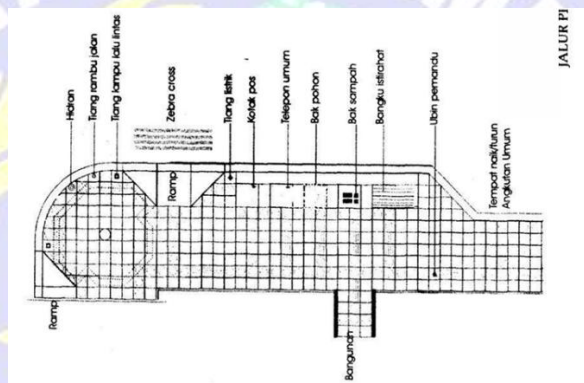 JALUR PJ
Hidran
Tiang rambu jalan
Tiang lampu lalu lintas
Zebra cross
Tiang listrik
Kotak pos
Telepon umum
Bak pohon
Bak sampah
Bangku istirahat
Ubin pemandu
Tempat naik/turun
Angkutan Umum
Ramp
Ramp
Bangunan